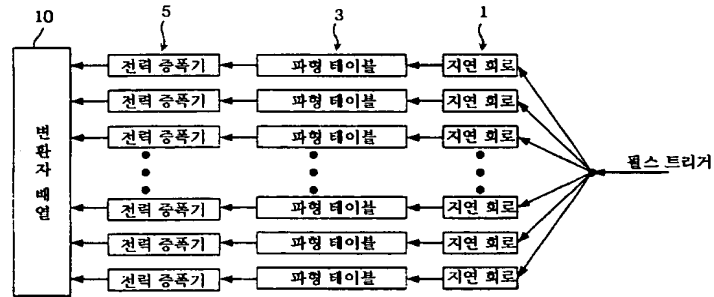 10
5
3
1
전력 증폭기
파형 테이블
지연 회로
전력 증폭기
파형 테이블
지연 회로
전력 증폭기
파형 테이블
지연 회로
변환자 배열
펄스 트리거
전력 증폭기
파형 테이블
지연 회로
전력 증폭기
파형 테이블
지연 회로
전력 증폭기
파형 테이블
지연 회로